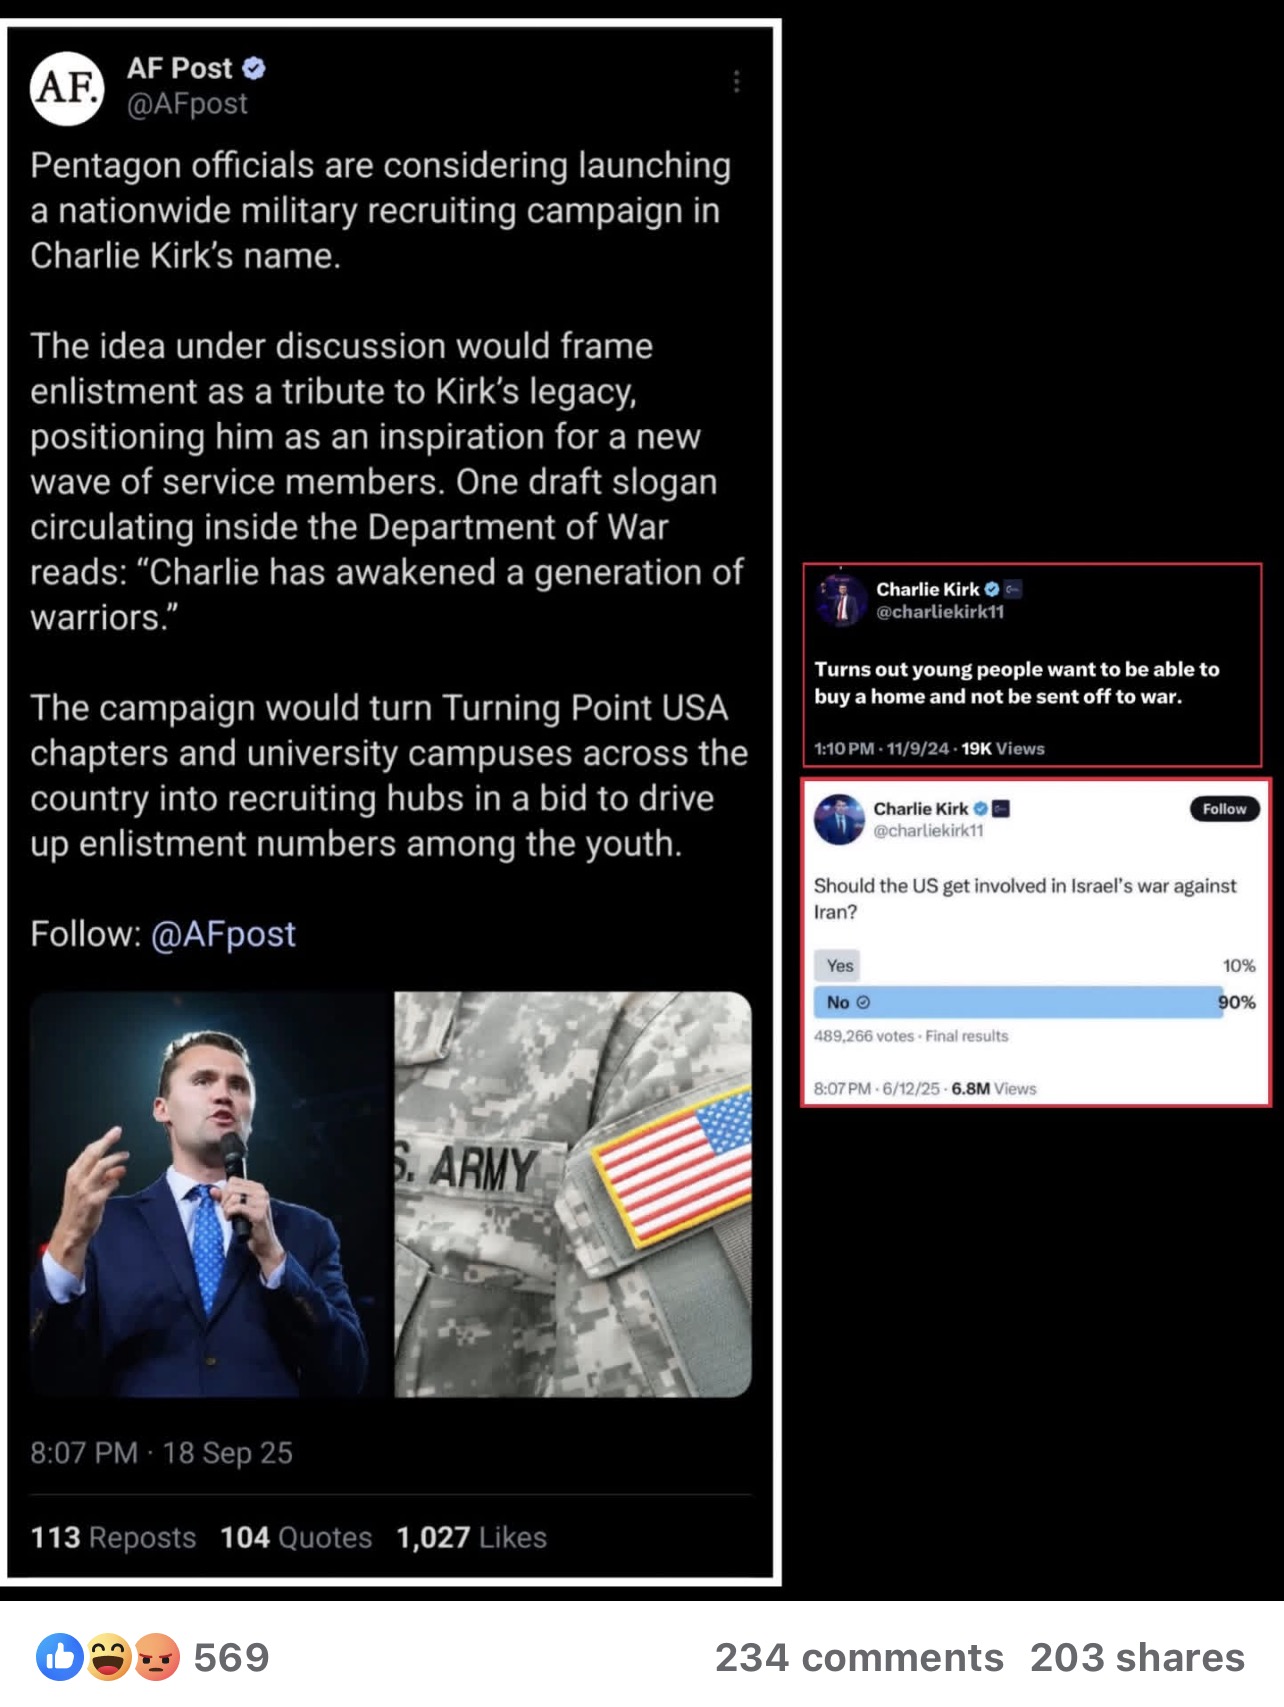 AF.
AF Post
@AFpost
Pentagon officials are considering launching
a nationwide military recruiting campaign in
Charlie Kirk’s name.
The idea under discussion would frame
enlistment as a tribute to Kirk’s legacy,
positioning him as an inspiration for a new
wave of service members. One draft slogan
circulating inside the Department of War
reads: “Charlie has awakened a generation of
warriors.”
The campaign would turn Turning Point USA
chapters and university campuses across the
country into recruiting hubs in a bid to drive
up enlistment numbers among the youth.
Follow: @AFpost
S. ARMY
8:07 PM · 18 Sep 25
113 Reposts 104 Quotes 1,027 Likes
Charlie Kirk
@charliekirk11
Turns out young people want to be able to
buy a home and not be sent off to war.
1:10 PM · 11/9/24 · 19K Views
Charlie Kirk
@charliekirk11
Follow
Should the US get involved in Israel's war against
Iran?
Yes 10%
No 90%
489,266 votes · Final results
8:07 PM · 6/12/25 · 6.8M Views
569 234 comments 203 shares